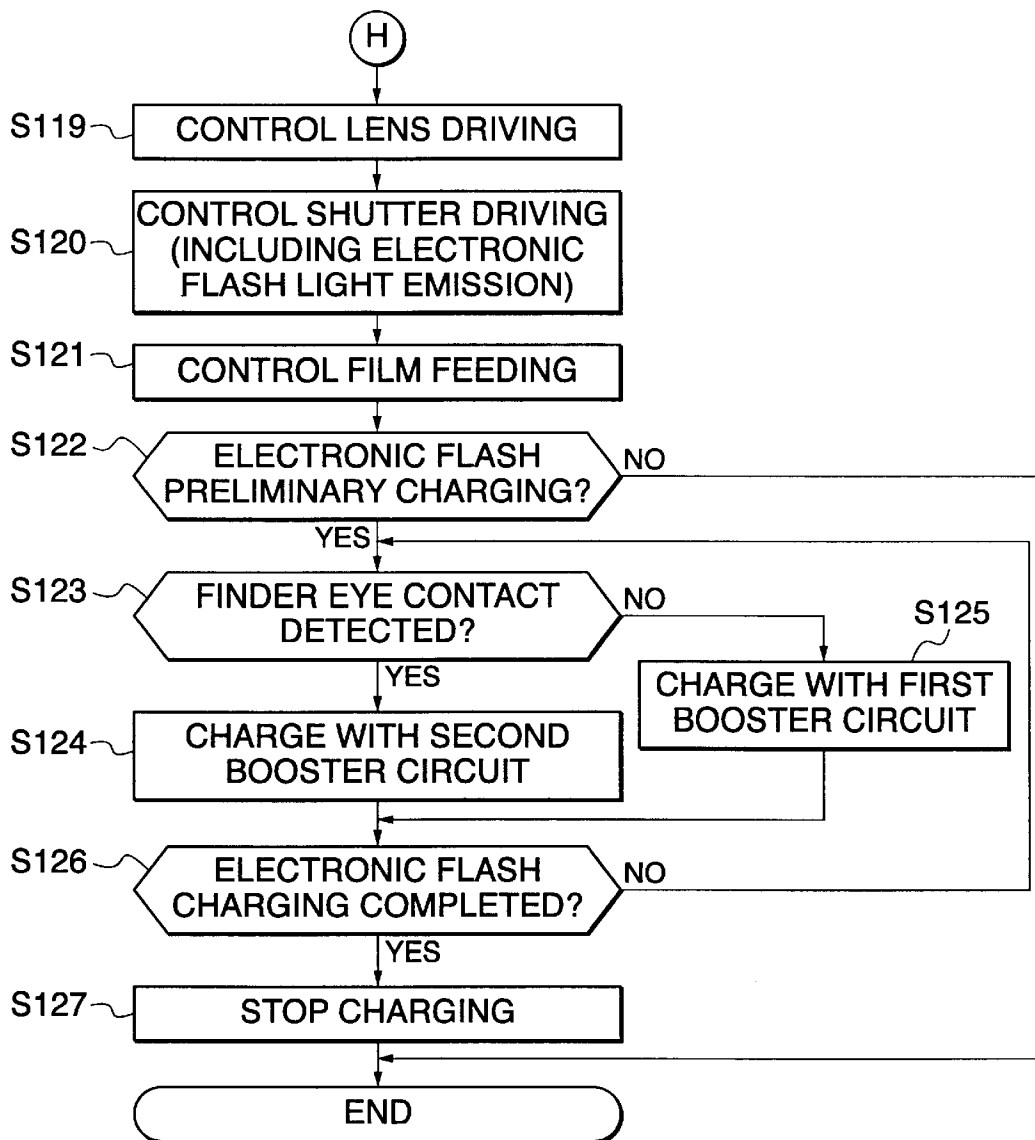 H
S119
CONTROL LENS DRIVING
S120
CONTROL SHUTTER DRIVING
(INCLUDING ELECTRONIC
FLASH LIGHT EMISSION)
S121
CONTROL FILM FEEDING
S122
ELECTRONIC FLASH
PRELIMINARY CHARGING?
NO
YES
S123
FINDER EYE CONTACT
DETECTED?
NO
YES
S125
CHARGE WITH FIRST
BOOSTER CIRCUIT
S124
CHARGE WITH SECOND
BOOSTER CIRCUIT
S126
ELECTRONIC FLASH
CHARGING COMPLETED?
NO
YES
S127
STOP CHARGING
END